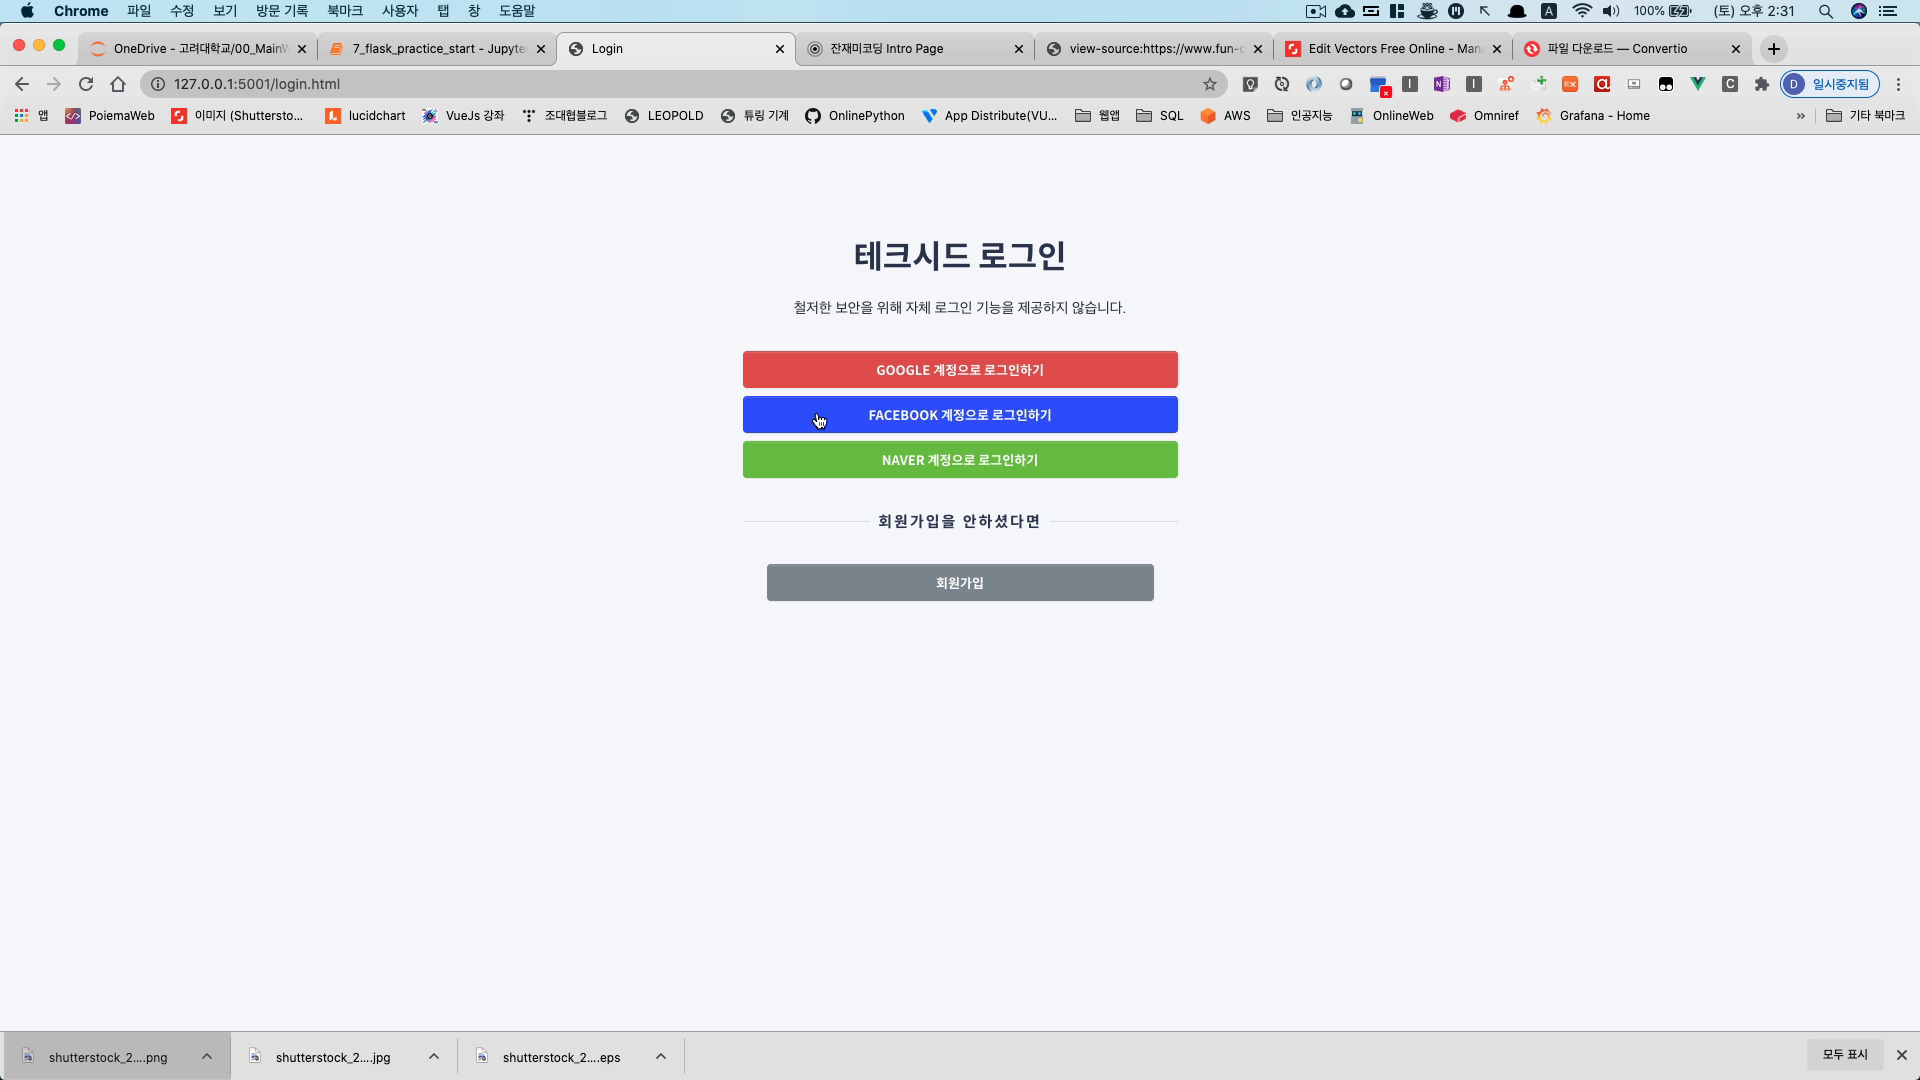 Chrome 파일 수정 보기 방문 기록 북마크 사용자 탭 창 도움말 100% (토) 오후 2:31
OneDrive - 고려대학교/00_Main 7_flask_practice_start - Jupyte Login 잔재미코딩 Intro Page view-source:https://www.fun- Edit Vectors Free Online - 파일 다운로드 — Convertio
127.0.0.1:5001/login.html D 일시중지됨
앱 PoiemaWeb 이미지 (Shuttersto... lucidchart VueJs 강좌 조대협블로그 LEOPOLD 튜링 기계 OnlinePython App Distribute(VU... 웹앱 SQL AWS 인공지능 OnlineWeb Omniref Grafana - Home » 기타 북마크
테크시드 로그인
철저한 보안을 위해 자체 로그인 기능을 제공하지 않습니다.
GOOGLE 계정으로 로그인하기
FACEBOOK 계정으로 로그인하기
NAVER 계정으로 로그인하기
회원가입을 안하셨다면
회원가입
shutterstock_2....png shutterstock_2....jpg shutterstock_2....eps 모두 표시